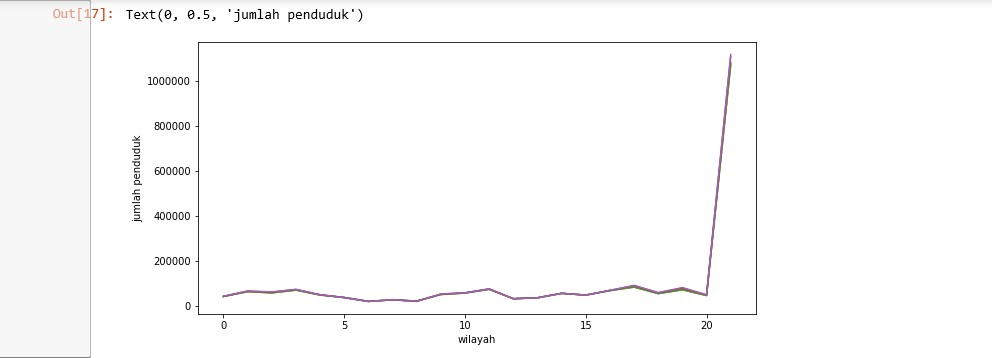 Out[17]: Text(0, 0.5, 'jumlah penduduk')
1000000
800000
600000
400000
200000
0
jumlah penduduk
0 5 10 15 20
wilayah